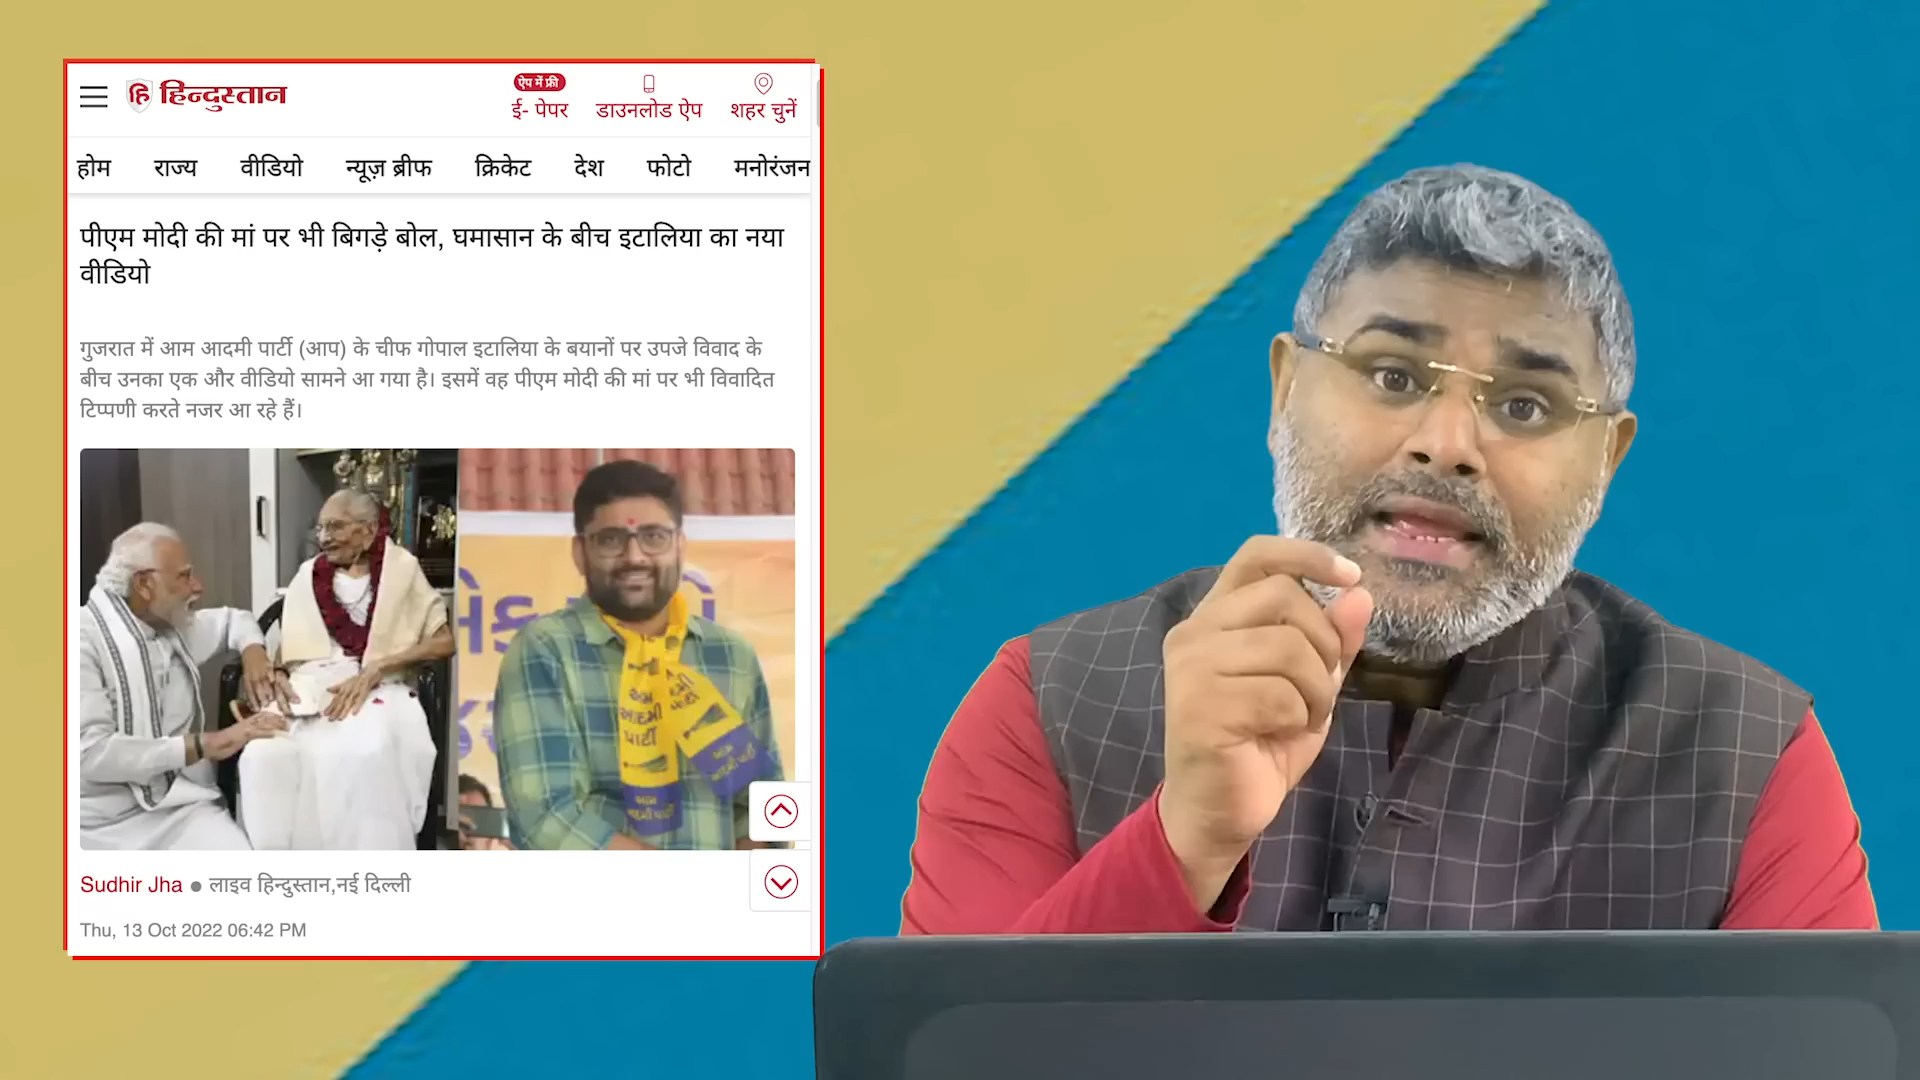 हिन्दुस्तान
ऐप में फ्री
ई- पेपर
डाउनलोड ऐप
शहर चुनें
होम राज्य वीडियो न्यूज़ ब्रीफ क्रिकेट देश फोटो मनोरंजन
पीएम मोदी की मां पर भी बिगड़े बोल, घमासान के बीच इटालिया का नया
वीडियो
गुजरात में आम आदमी पार्टी (आप) के चीफ गोपाल इटालिया के बयानों पर उपजे विवाद के
बीच उनका एक और वीडियो सामने आ गया है। इसमें वह पीएम मोदी की मां पर भी विवादित
टिप्पणी करते नजर आ रहे हैं।
આમ
આદમી
પાર્ટી
Sudhir Jha ● लाइव हिन्दुस्तान,नई दिल्ली
Thu, 13 Oct 2022 06:42 PM